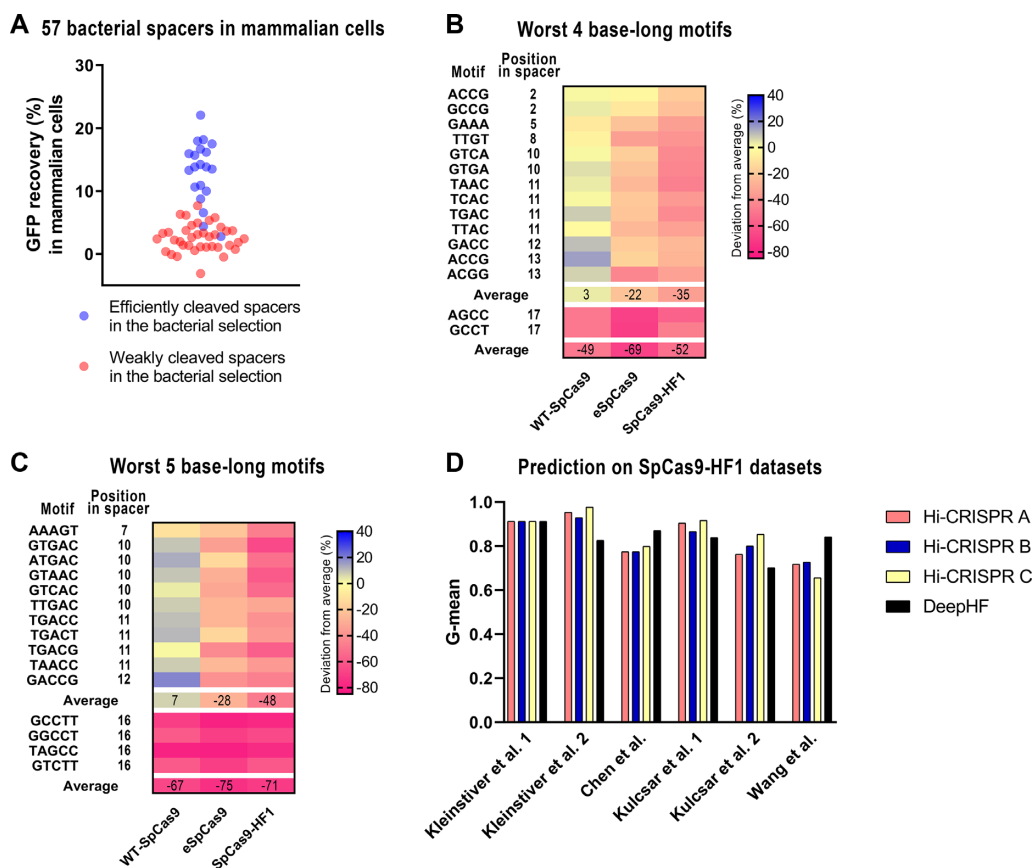 A 57 bacterial spacers in mammalian cells
GFP recovery (%)
in mammalian cells
30
20
10
0
Efficiently cleaved spacers
in the bacterial selection
Weakly cleaved spacers
in the bacterial selection
B Worst 4 base-long motifs
Motif Position
in spacer
ACCG 2
GCCG 2
GAAA 5
TTGT 8
GTCA 10
GTGA 10
TAAC 11
TCAC 11
TGAC 11
TTAC 11
GACC 12
ACCG 13
ACGG 13
Average 3 -22 -35
AGCC 17
GCCT 17
Average -49 -69 -52
WT-SpCas9
eSpCas9
SpCas9-HF1
Deviation from average (%)
40
20
0
-20
-40
-60
-80
C Worst 5 base-long motifs
Motif Position
in spacer
AAAGT 7
GTGAC 10
ATGAC 10
GTAAC 10
GTCAC 10
TTGAC 10
TGACC 11
TGACT 11
TGACG 11
TAACC 11
GACCG 12
Average 7 -28 -48
GCCTT 16
GGCCT 16
TAGCC 16
GTCTT 16
Average -67 -75 -71
WT-SpCas9
eSpCas9
SpCas9-HF1
Deviation from average (%)
40
20
0
-20
-40
-60
-80
D Prediction on SpCas9-HF1 datasets
G-mean
1.0
0.8
0.6
0.4
0.2
0.0
Kleinstiver et al. 1
Kleinstiver et al. 2
Chen et al.
Kulcsar et al. 1
Kulcsar et al. 2
Wang et al.
Hi-CRISPR A
Hi-CRISPR B
Hi-CRISPR C
DeepHF